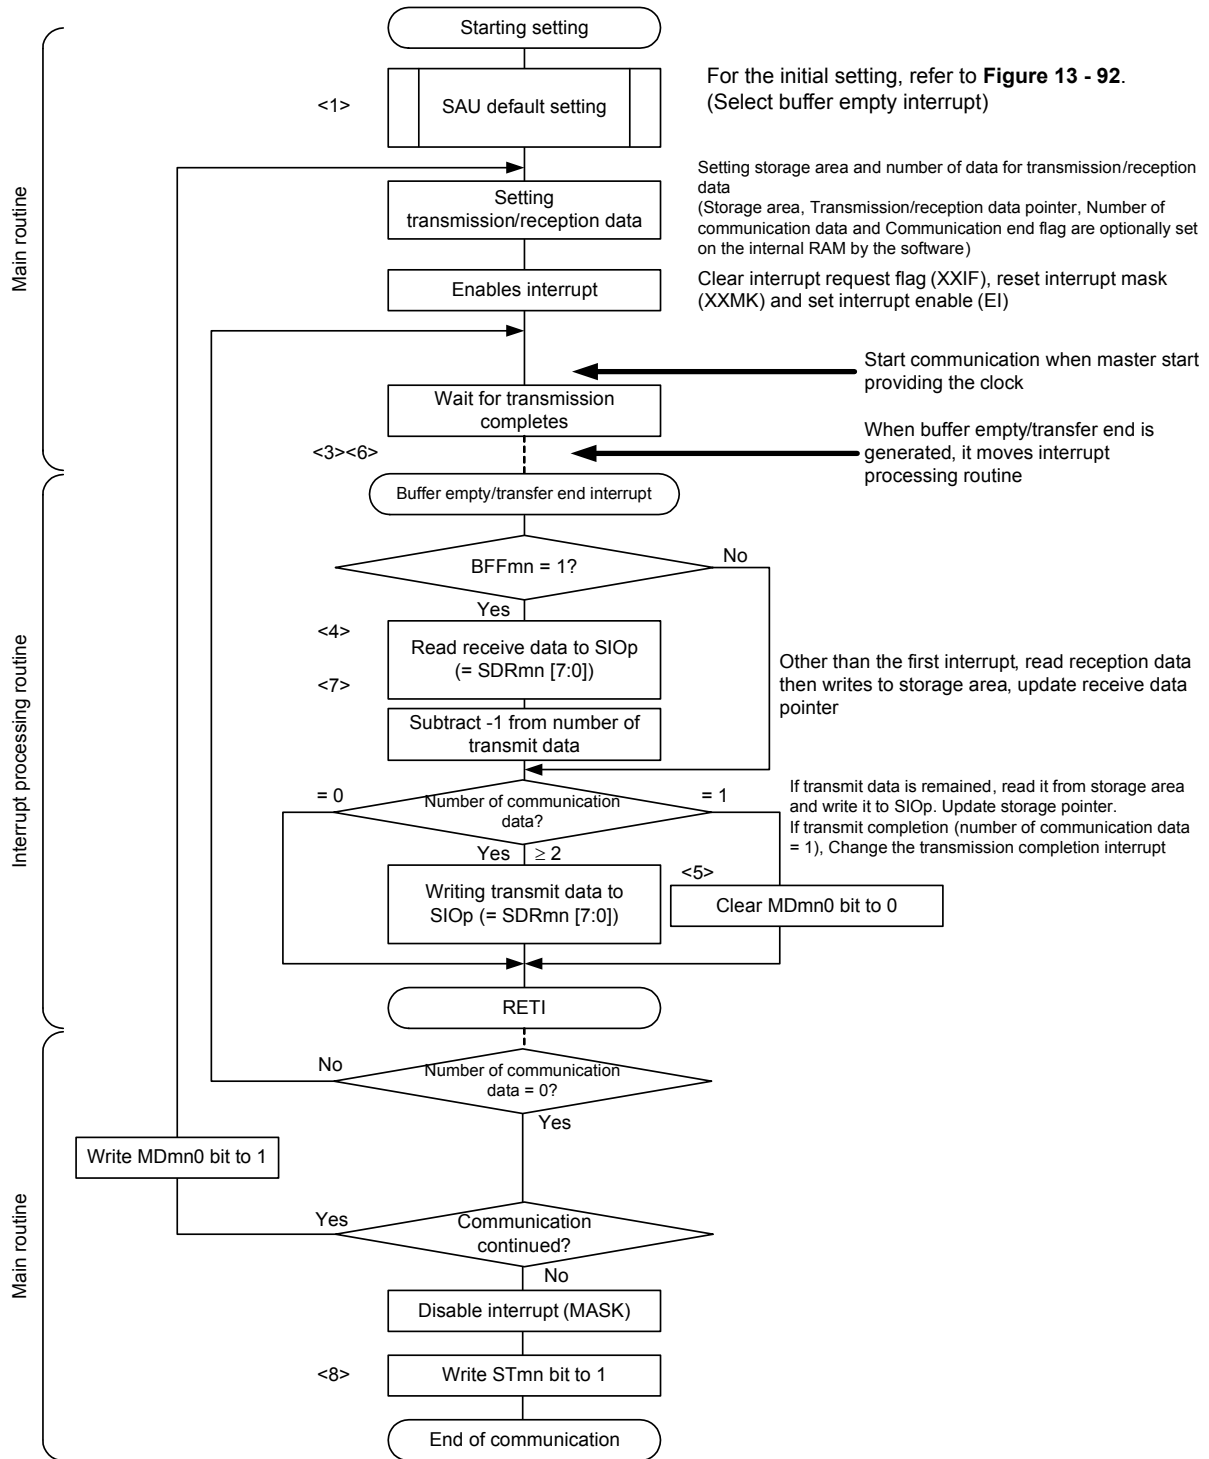 Starting setting
For the initial setting, refer to Figure 13 - 92.
(Select buffer empty interrupt)
<1>
SAU default setting
Main routine
Setting storage area and number of data for transmission/reception
data
(Storage area, Transmission/reception data pointer, Number of
communication data and Communication end flag are optionally set
on the internal RAM by the software)
Setting
transmission/reception data
Enables interrupt
Clear interrupt request flag (XXIF), reset interrupt mask
(XXMK) and set interrupt enable (EI)
Start communication when master start
providing the clock
Wait for transmission
completes
When buffer empty/transfer end is
generated, it moves interrupt
processing routine
<3><6>
Buffer empty/transfer end interrupt
Interrupt processing routine
BFFmn = 1?
No
Yes
<4>
Read receive data to SIOp
(= SDRmn [7:0])
<7>
Other than the first interrupt, read reception data
then writes to storage area, update receive data
pointer
Subtract -1 from number of
transmit data
= 0
Number of communication
data?
= 1
If transmit data is remained, read it from storage area
and write it to SIOp. Update storage pointer.
If transmit completion (number of communication data
= 1), Change the transmission completion interrupt
Yes ≥ 2
<5>
Writing transmit data to
SIOp (= SDRmn [7:0])
Clear MDmn0 bit to 0
RETI
No
Number of communication
data = 0?
Yes
Write MDmn0 bit to 1
Main routine
Yes
Communication
continued?
No
Disable interrupt (MASK)
<8>
Write STmn bit to 1
End of communication